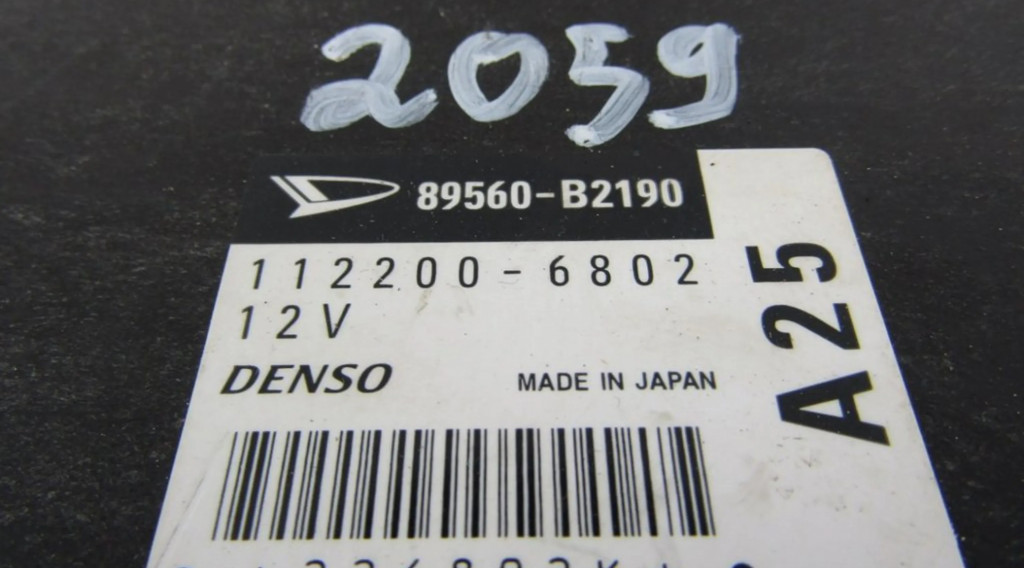 2059
89560-B2190
112200-6802
12V
DENSO
MADE IN JAPAN
A25